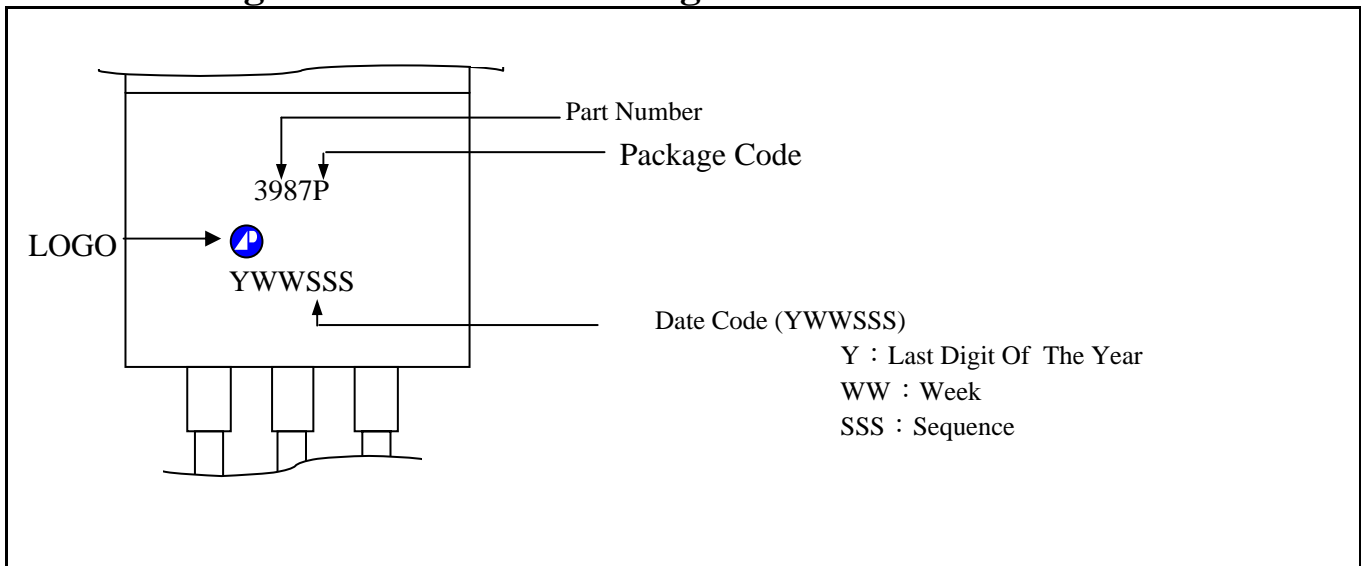 Part Number
Package Code
3987P
LOGO
YWWSSS
Date Code (YWWSSS)
Y：Last Digit Of The Year
WW：Week
SSS：Sequence